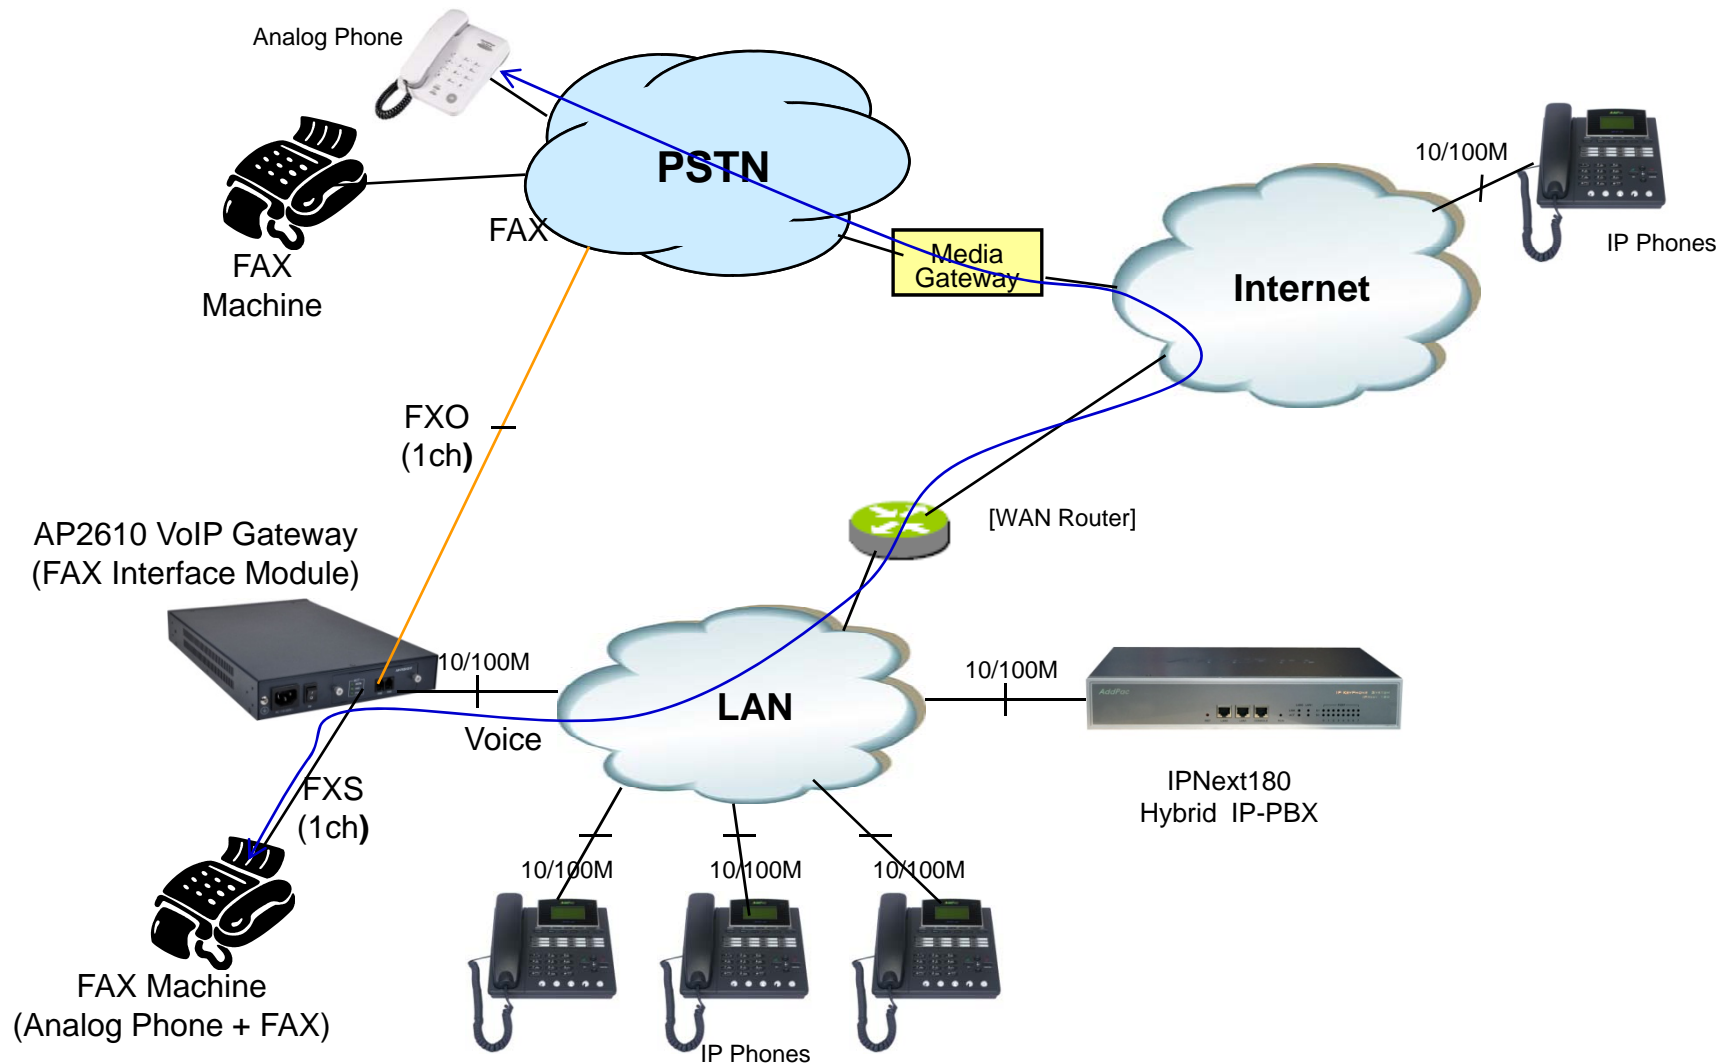 Analog Phone
PSTN
10/100M
IP Phones
FAX
FAX
Machine
Media
Gateway
Internet
FXO
(1ch)
[WAN Router]
AP2610 VoIP Gateway
(FAX Interface Module)
10/100M
10/100M
LAN
AddPac
Voice
FXS
(1ch)
IPNext180
Hybrid IP-PBX
10/100M
10/100M
10/100M
FAX Machine
(Analog Phone + FAX)
IP Phones